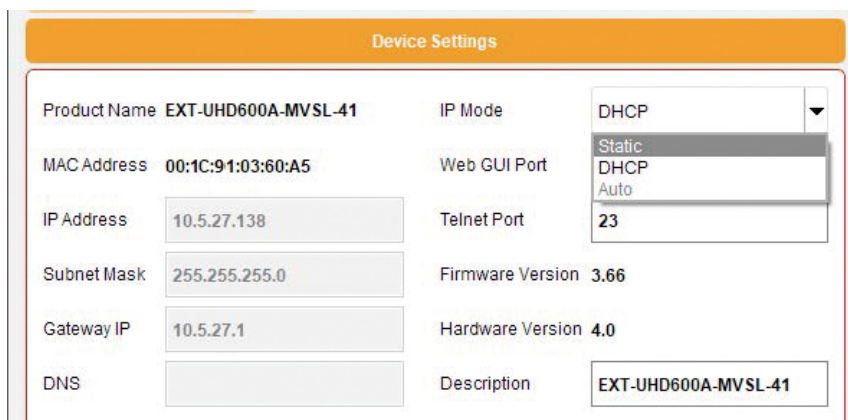 Device Settings
Product Name EXT-UHD600A-MVSL-41 IP Mode DHCP
Static
MAC Address 00:1C:91:03:60:A5 Web GUI Port DHCP
Auto
IP Address 10.5.27.138 Telnet Port 23
Subnet Mask 255.255.255.0 Firmware Version 3.66
Gateway IP 10.5.27.1 Hardware Version 4.0
DNS Description EXT-UHD600A-MVSL-41